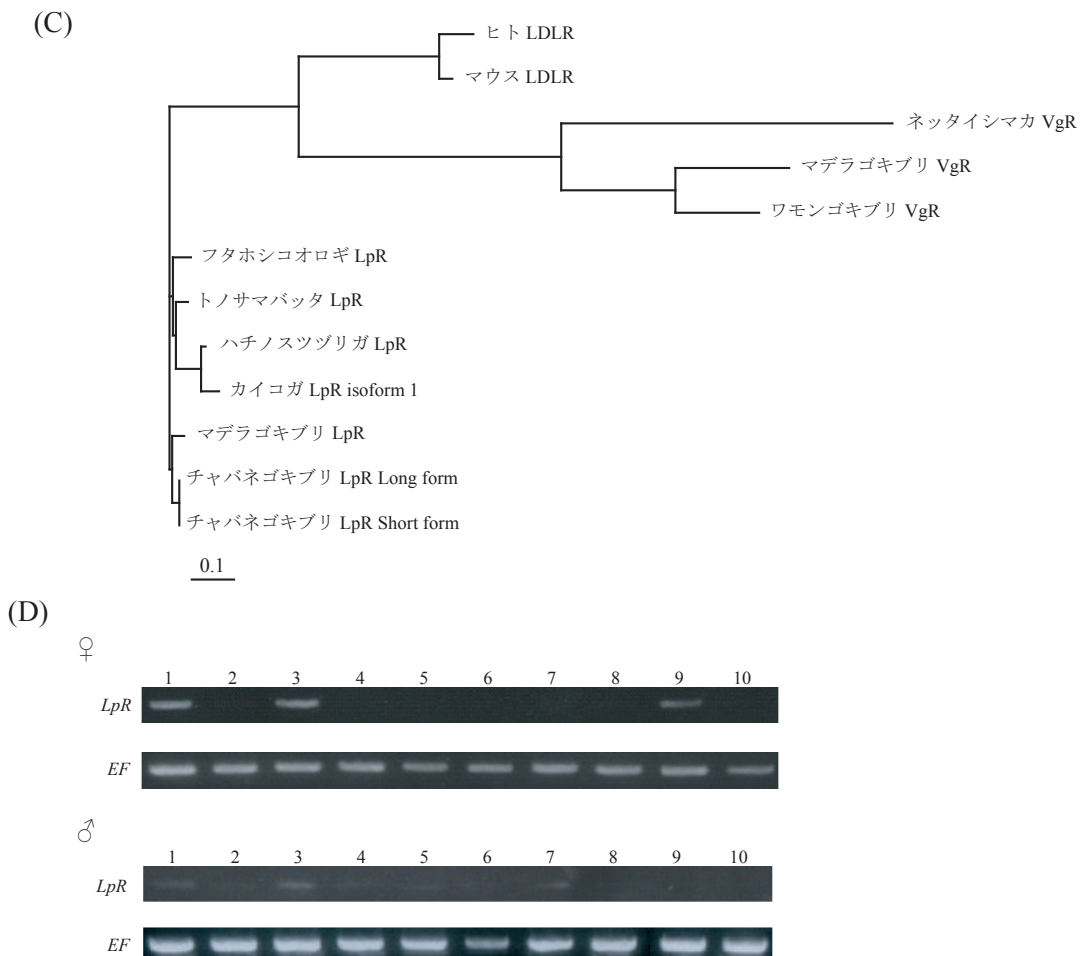 (C)
ヒト LDLR
マウス LDLR
ネッタイシマカ VgR
マデラゴキブリ VgR
ワモンゴキブリ VgR
フタホシコオロギ LpR
トノサマバッタ LpR
ハチノスツヅリガ LpR
カイコガ LpR isoform 1
マデラゴキブリ LpR
チャバネゴキブリ LpR Long form
チャバネゴキブリ LpR Short form
0.1
(D)
♀
1 2 3 4 5 6 7 8 9 10
LpR
EF
♂
1 2 3 4 5 6 7 8 9 10
LpR
EF